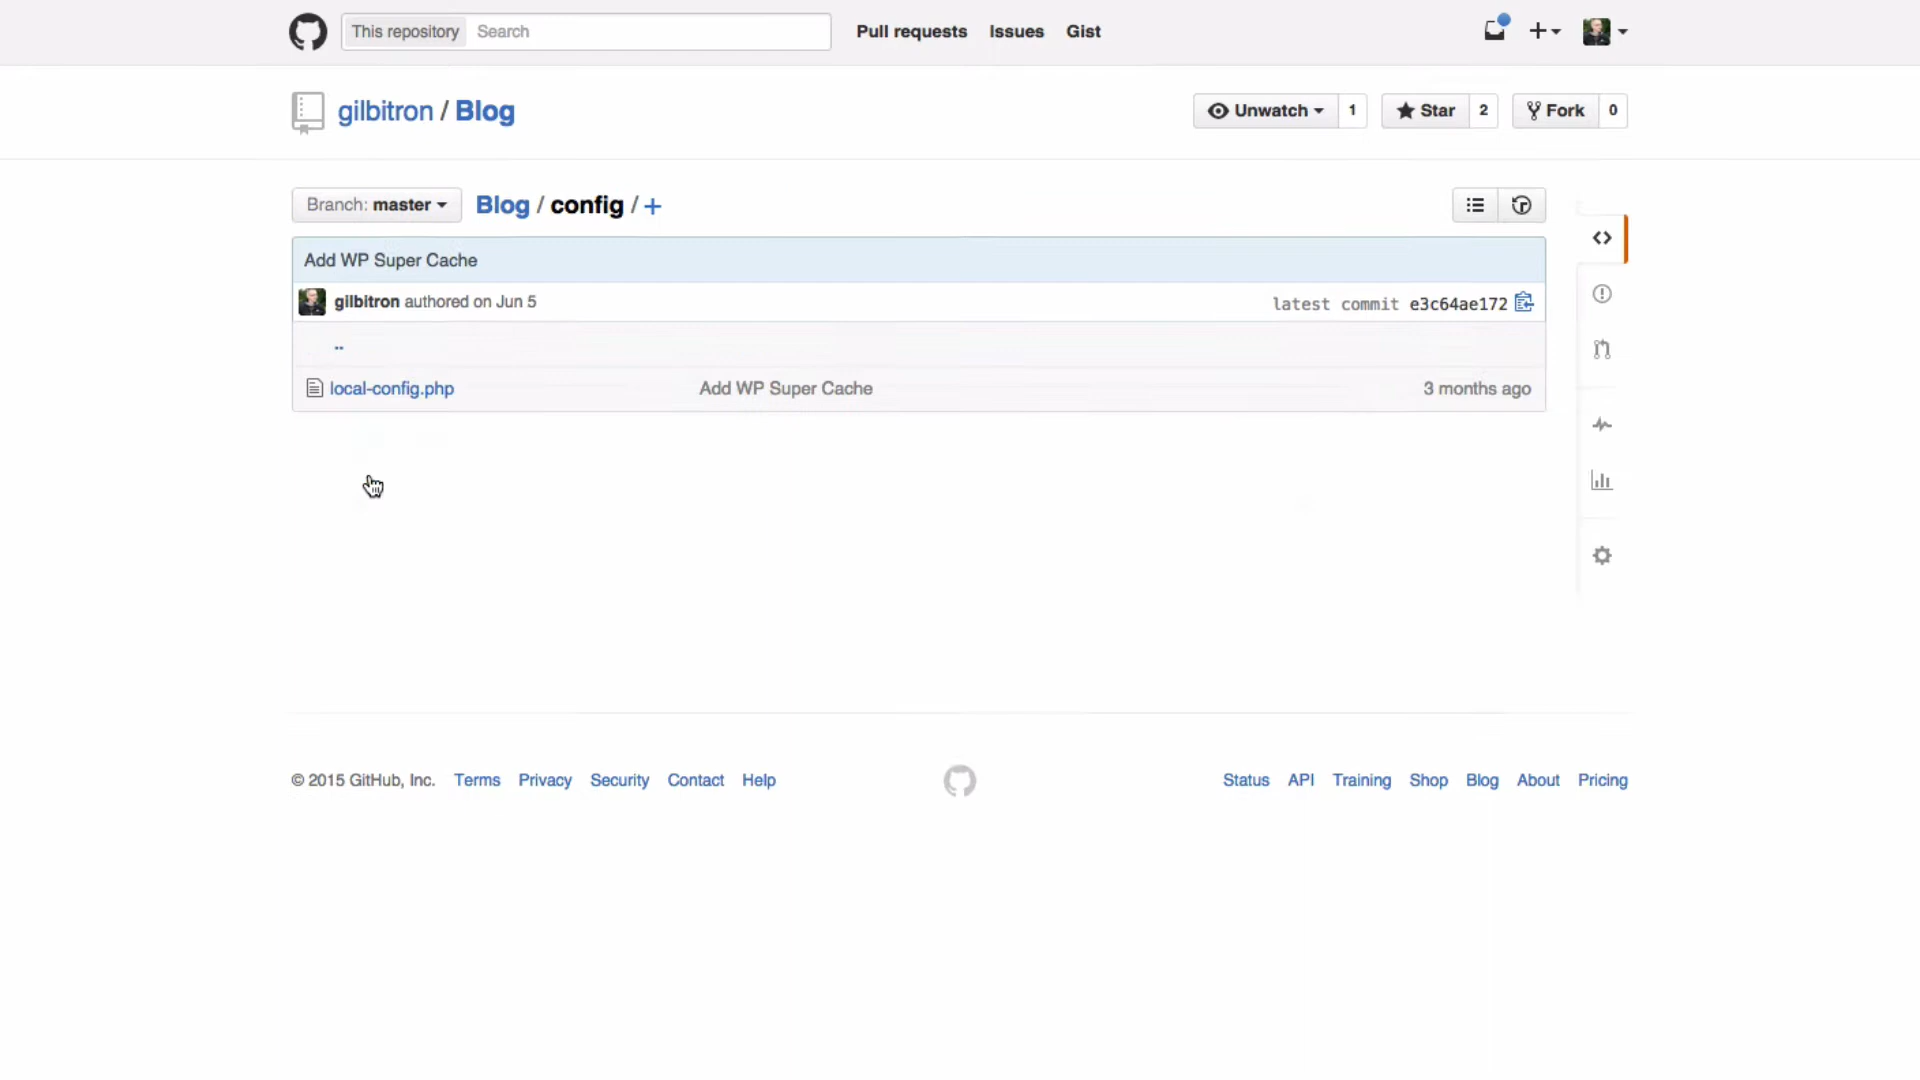 This repository Search Pull requests Issues Gist
gilbitron / Blog Unwatch 1 Star 2 Fork 0
Branch: master Blog / config / +
Add WP Super Cache
gilbitron authored on Jun 5 latest commit e3c64ae172
..
local-config.php Add WP Super Cache 3 months ago
© 2015 GitHub, Inc. Terms Privacy Security Contact Help Status API Training Shop Blog About Pricing